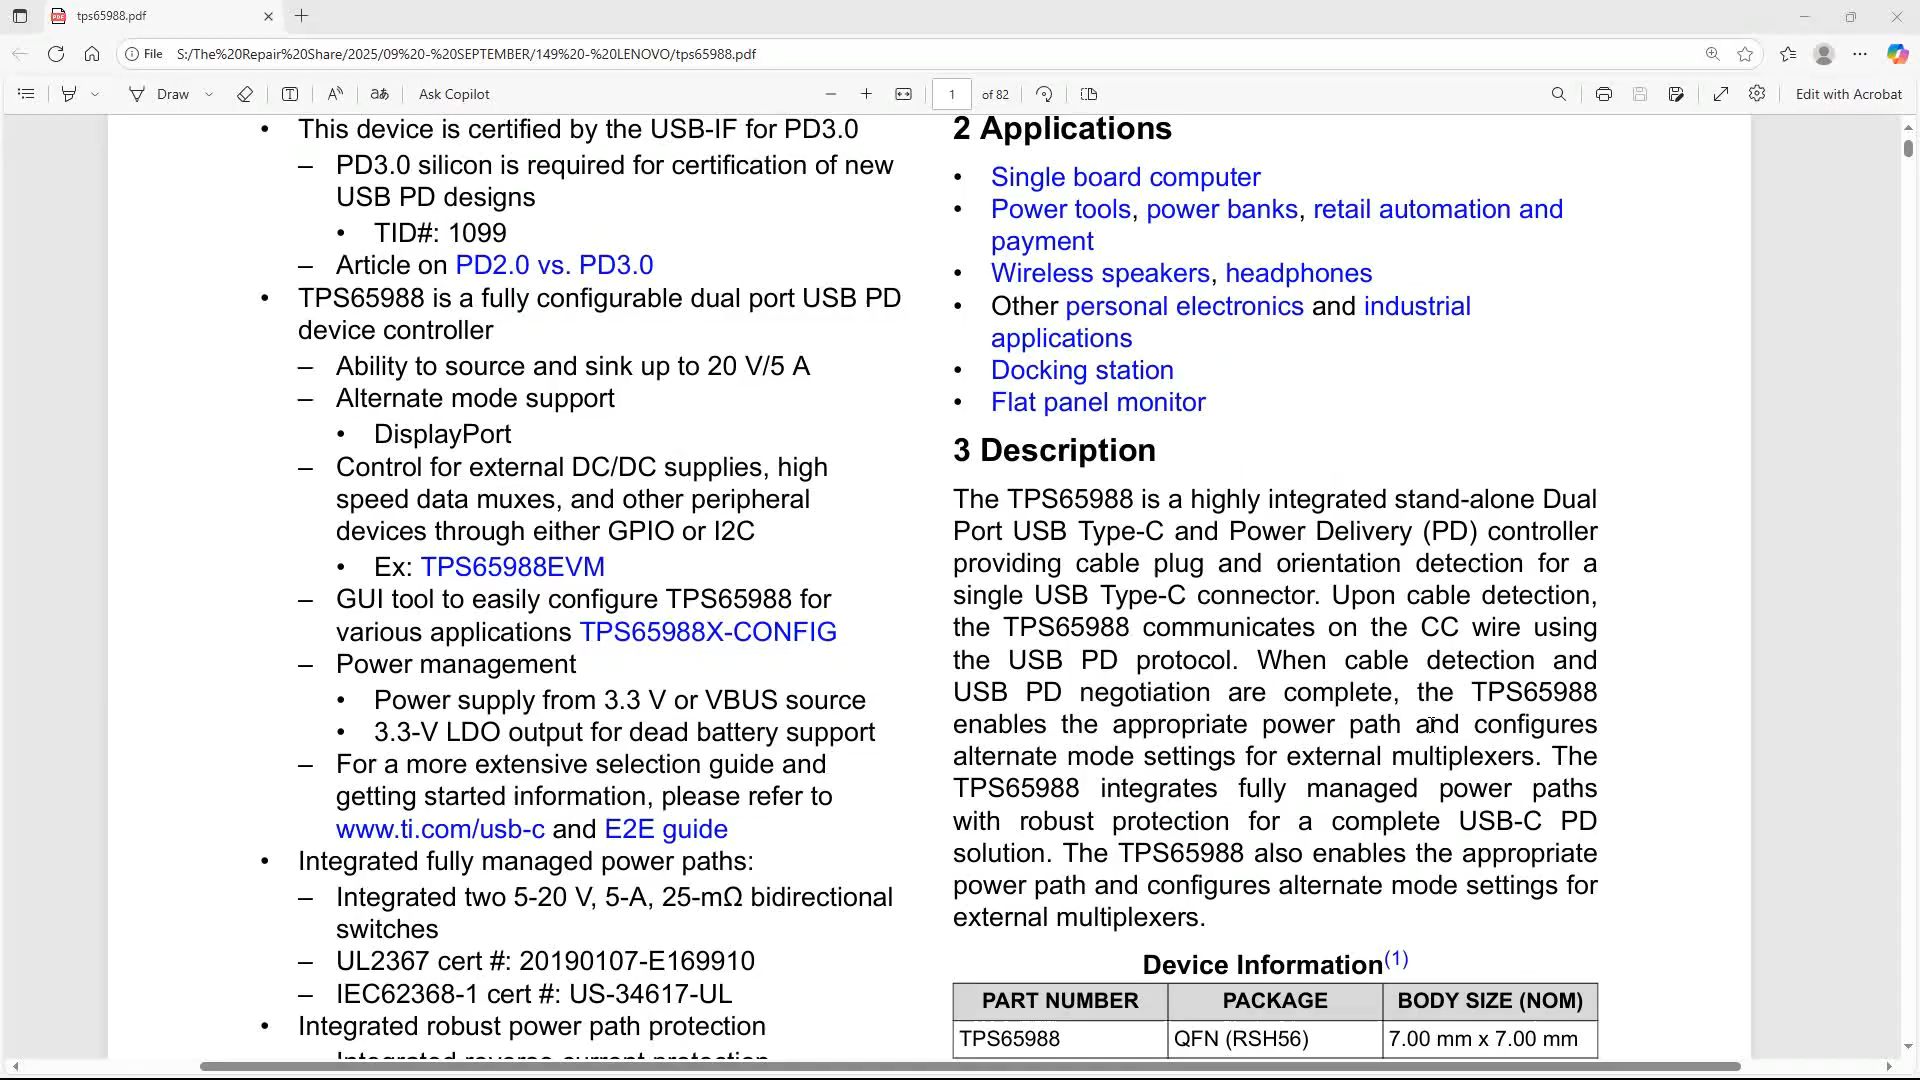 tps65988.pdf
File
S:/The%20Repair%20Share/2025/09%20-%20SEPTEMBER/149%20-%20LENOVO/tps65988.pdf
Draw
Ask Copilot
1 of 82
Edit with Acrobat
• This device is certified by the USB-IF for PD3.0
– PD3.0 silicon is required for certification of new
USB PD designs
• TID#: 1099
– Article on PD2.0 vs. PD3.0
• TPS65988 is a fully configurable dual port USB PD
device controller
– Ability to source and sink up to 20 V/5 A
– Alternate mode support
• DisplayPort
– Control for external DC/DC supplies, high
speed data muxes, and other peripheral
devices through either GPIO or I2C
• Ex: TPS65988EVM
– GUI tool to easily configure TPS65988 for
various applications TPS65988X-CONFIG
– Power management
• Power supply from 3.3 V or VBUS source
• 3.3-V LDO output for dead battery support
– For a more extensive selection guide and
getting started information, please refer to
www.ti.com/usb-c and E2E guide
• Integrated fully managed power paths:
– Integrated two 5-20 V, 5-A, 25-mΩ bidirectional
switches
– UL2367 cert #: 20190107-E169910
– IEC62368-1 cert #: US-34617-UL
• Integrated robust power path protection
– Integrated reverse current protection
2 Applications
• Single board computer
• Power tools, power banks, retail automation and
payment
• Wireless speakers, headphones
• Other personal electronics and industrial
applications
• Docking station
• Flat panel monitor
3 Description
The TPS65988 is a highly integrated stand-alone Dual
Port USB Type-C and Power Delivery (PD) controller
providing cable plug and orientation detection for a
single USB Type-C connector. Upon cable detection,
the TPS65988 communicates on the CC wire using
the USB PD protocol. When cable detection and
USB PD negotiation are complete, the TPS65988
enables the appropriate power path and configures
alternate mode settings for external multiplexers. The
TPS65988 integrates fully managed power paths
with robust protection for a complete USB-C PD
solution. The TPS65988 also enables the appropriate
power path and configures alternate mode settings for
external multiplexers.
Device Information(1)
PART NUMBER PACKAGE BODY SIZE (NOM)
TPS65988 QFN (RSH56) 7.00 mm x 7.00 mm